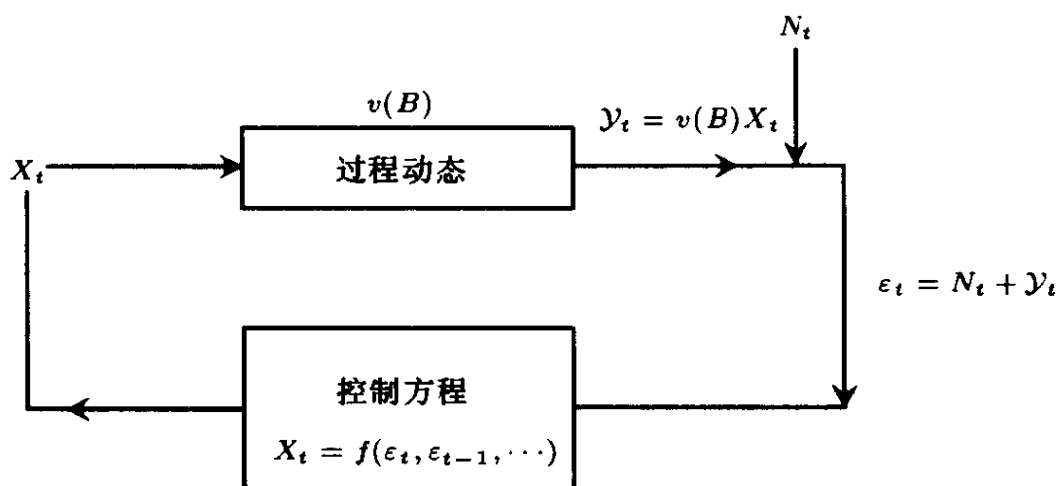 N_t
v(B)
𝒴_t = v(B)X_t
X_t
过程动态
ε_t = N_t + 𝒴_t
控制方程
X_t = f(ε_t, ε_{t-1}, ···)